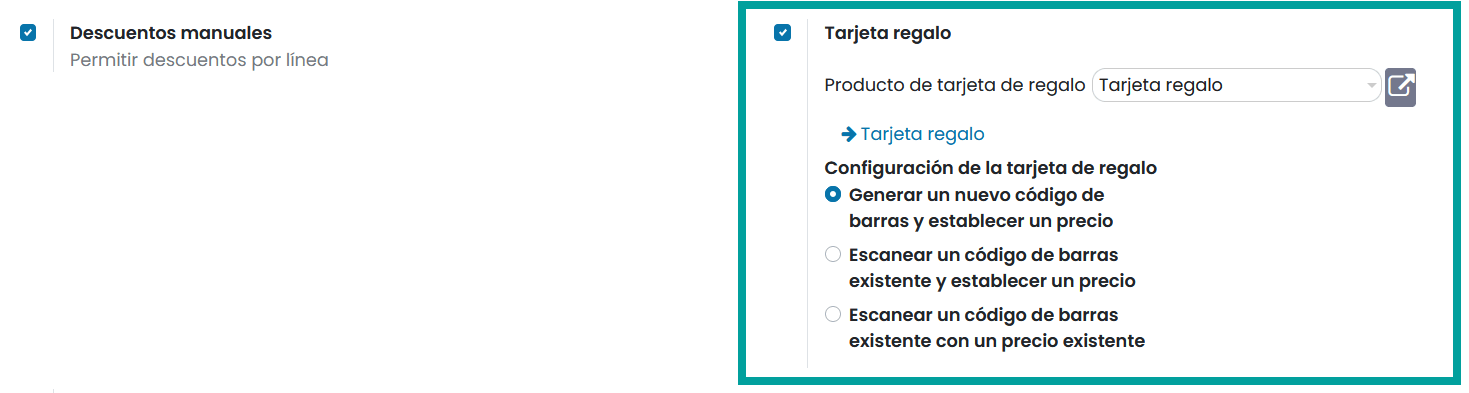 Descuentos manuales
Permitir descuentos por línea
Tarjeta regalo
Producto de tarjeta de regalo Tarjeta regalo
Tarjeta regalo
Configuración de la tarjeta de regalo
Generar un nuevo código de
barras y establecer un precio
Escanear un código de barras
existente y establecer un precio
Escanear un código de barras
existente con un precio existente